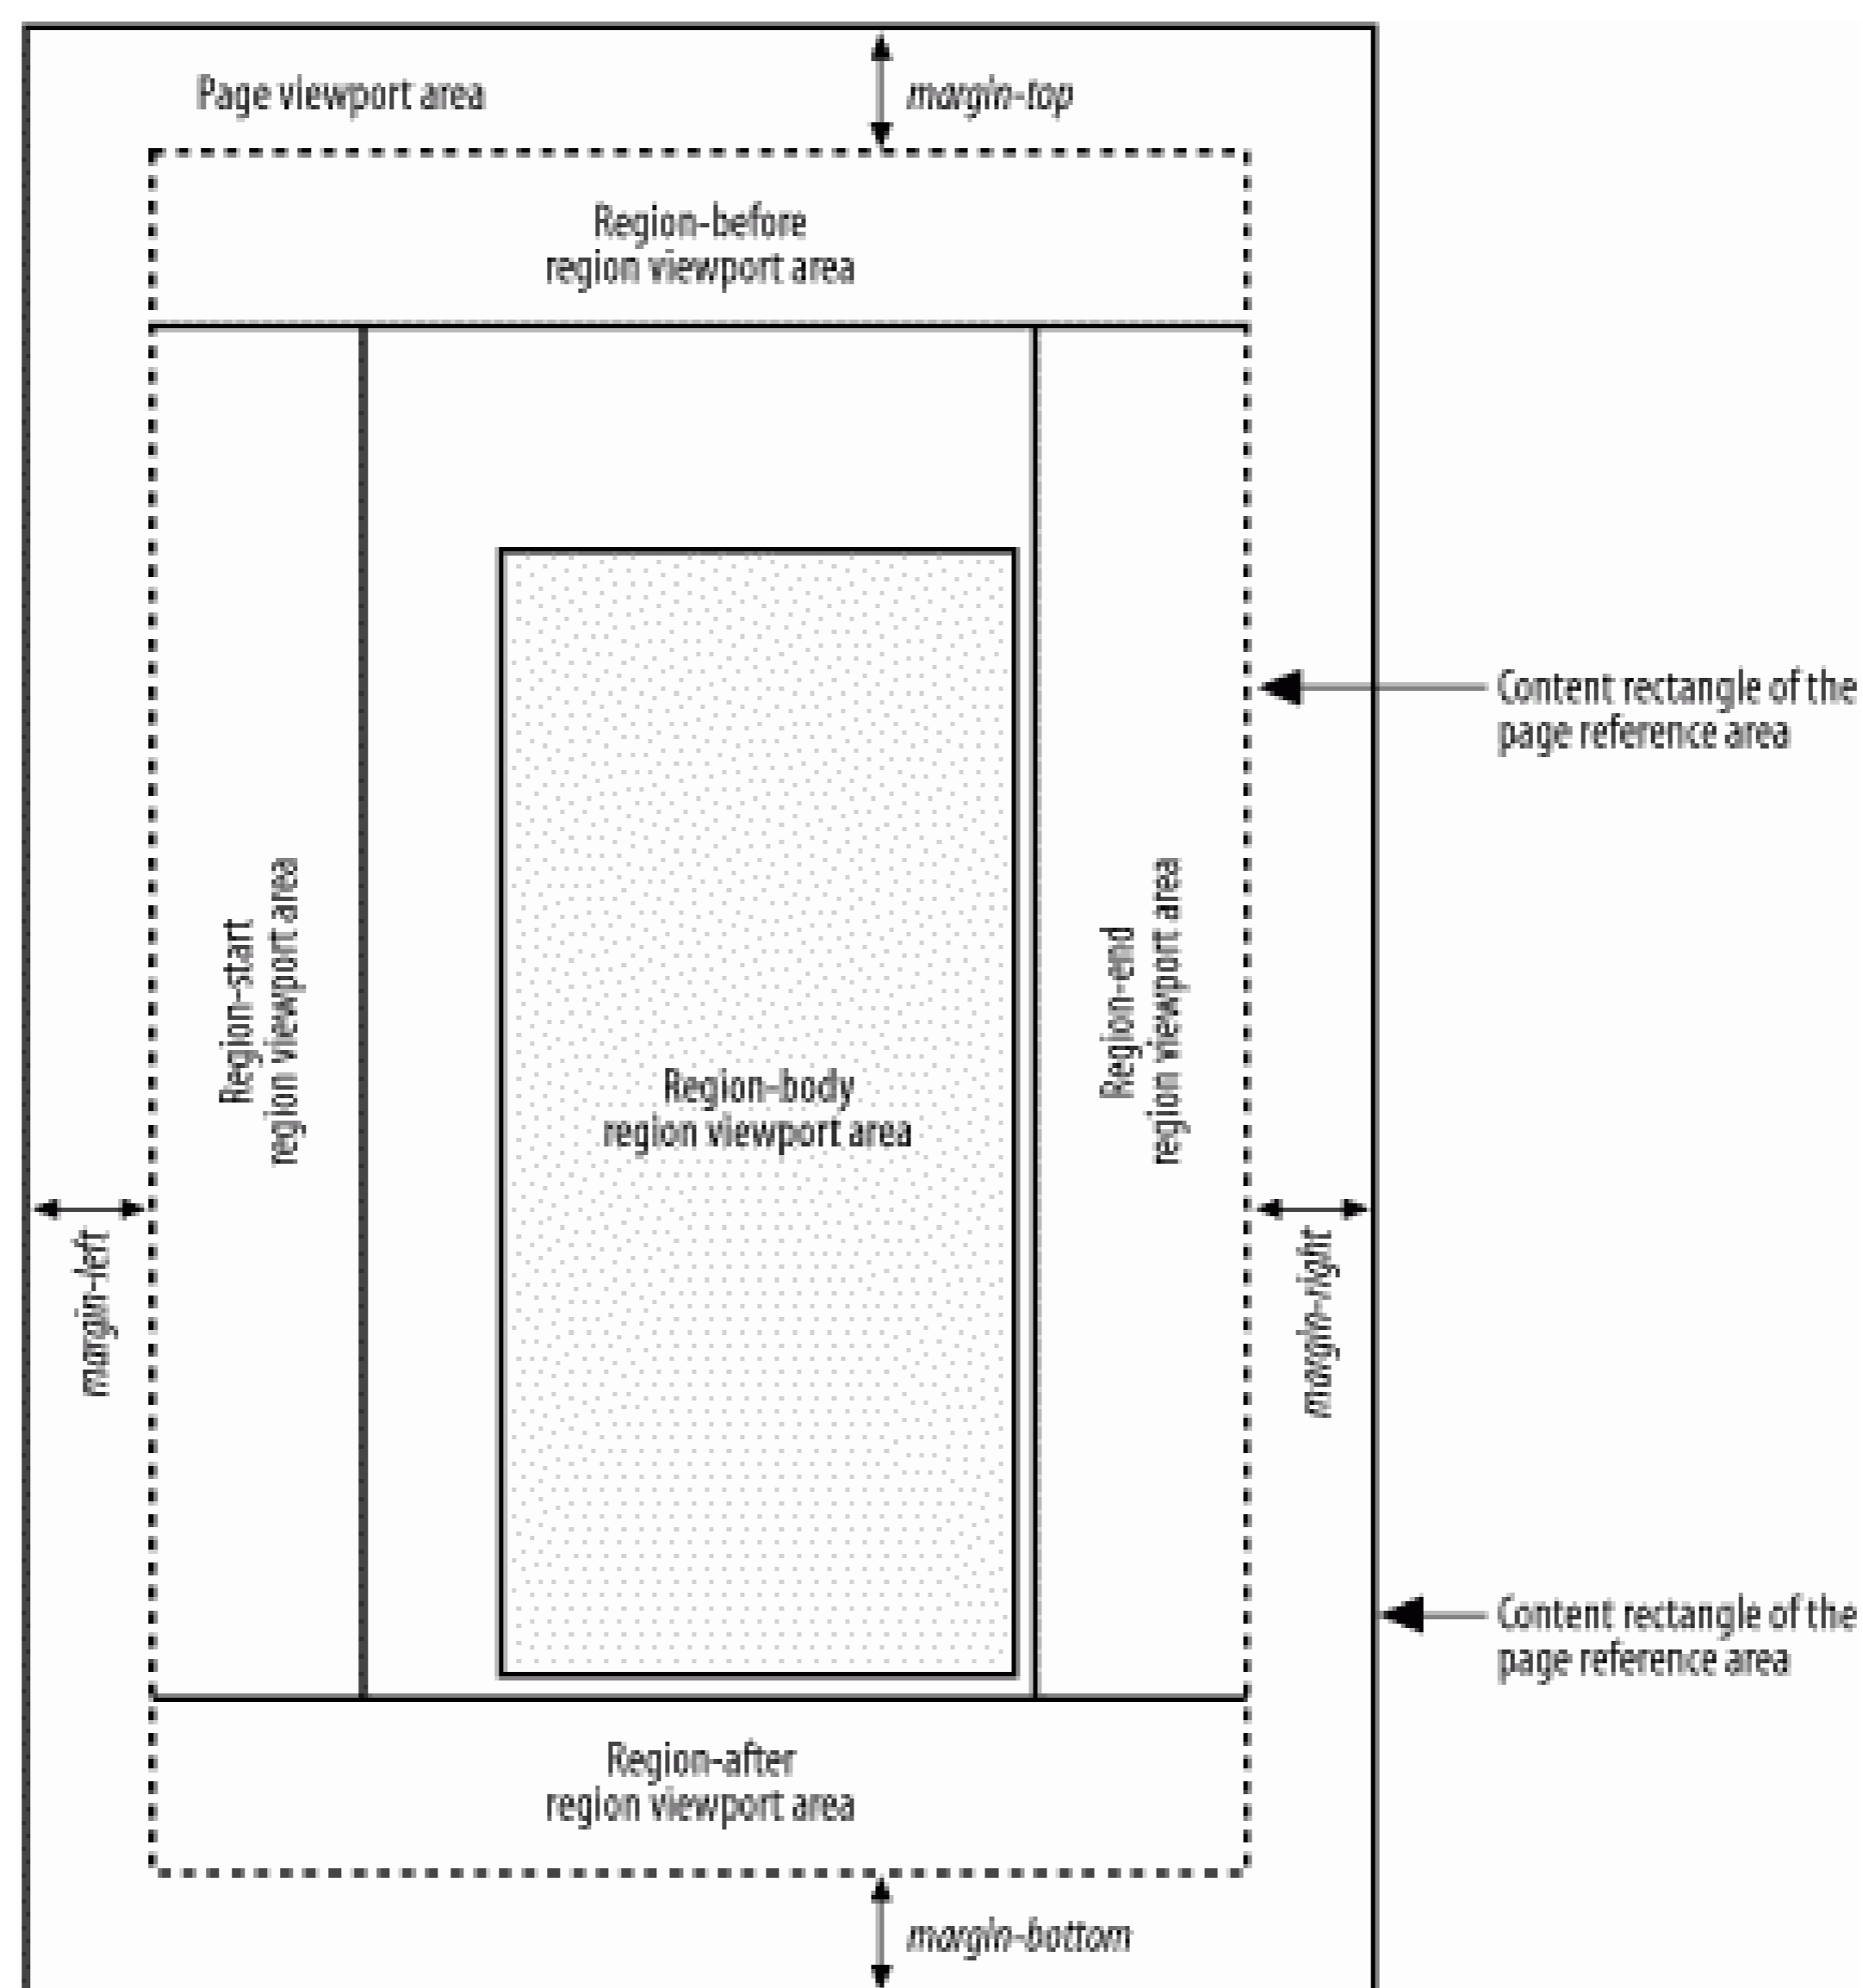 Page viewport area
margin-top
Region-before
region viewport area
Content rectangle of the
page reference area
Region-start
region viewport area
Region-end
region viewport area
Region-body
region viewport area
margin-left
margin-right
Content rectangle of the
page reference area
Region-after
region viewport area
margin-bottom